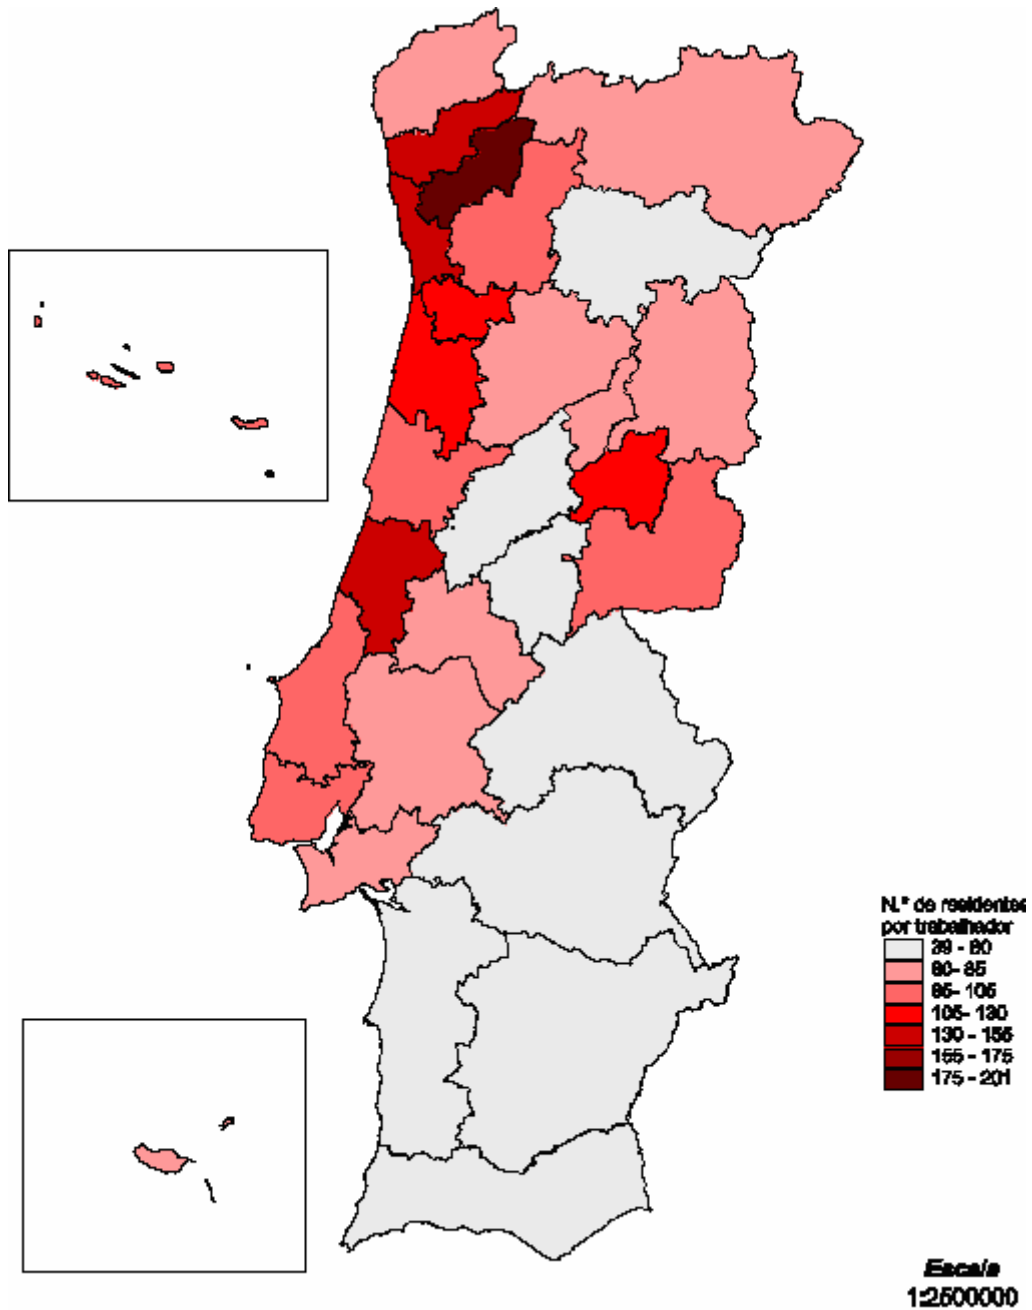 N.º de residentes
por trabalhador
39 - 60
60- 85
85- 105
105- 130
130 - 155
155 - 175
175 - 201
Escala
1:2500000